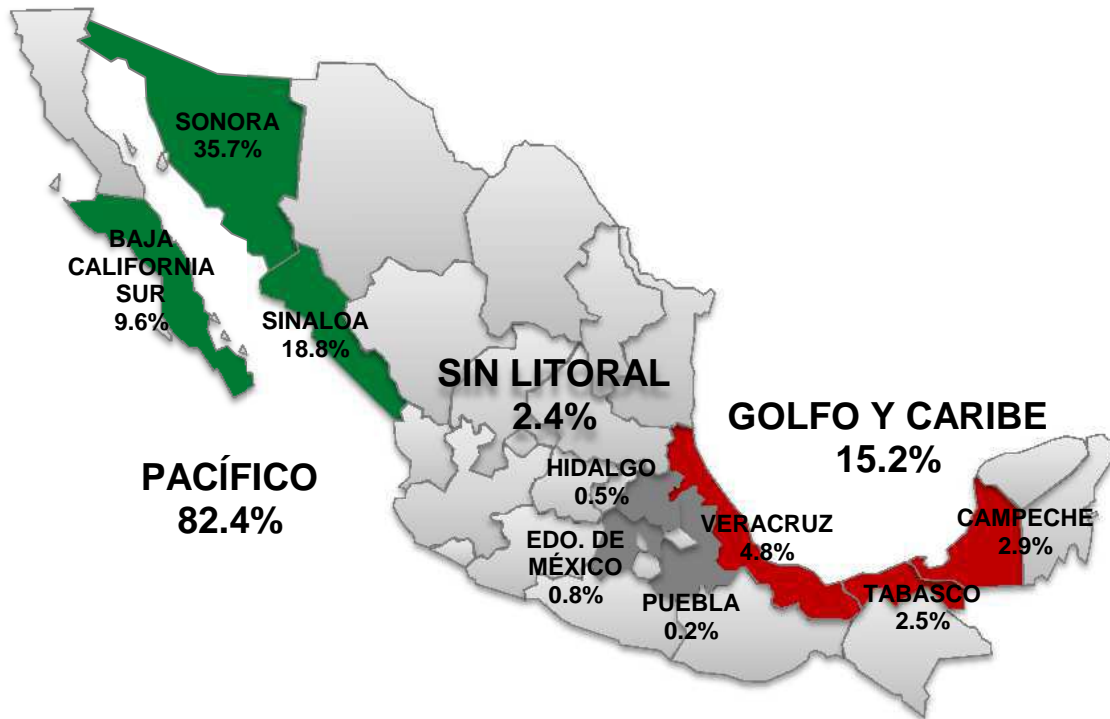 SONORA
35.7%
BAJA
CALIFORNIA
SUR
9.6%
SINALOA
18.8%
SIN LITORAL
2.4%
GOLFO Y CARIBE
15.2%
PACÍFICO
82.4%
HIDALGO
0.5%
EDO. DE
MÉXICO
0.8%
PUEBLA
0.2%
VERACRUZ
4.8%
CAMPECHE
2.9%
TABASCO
2.5%